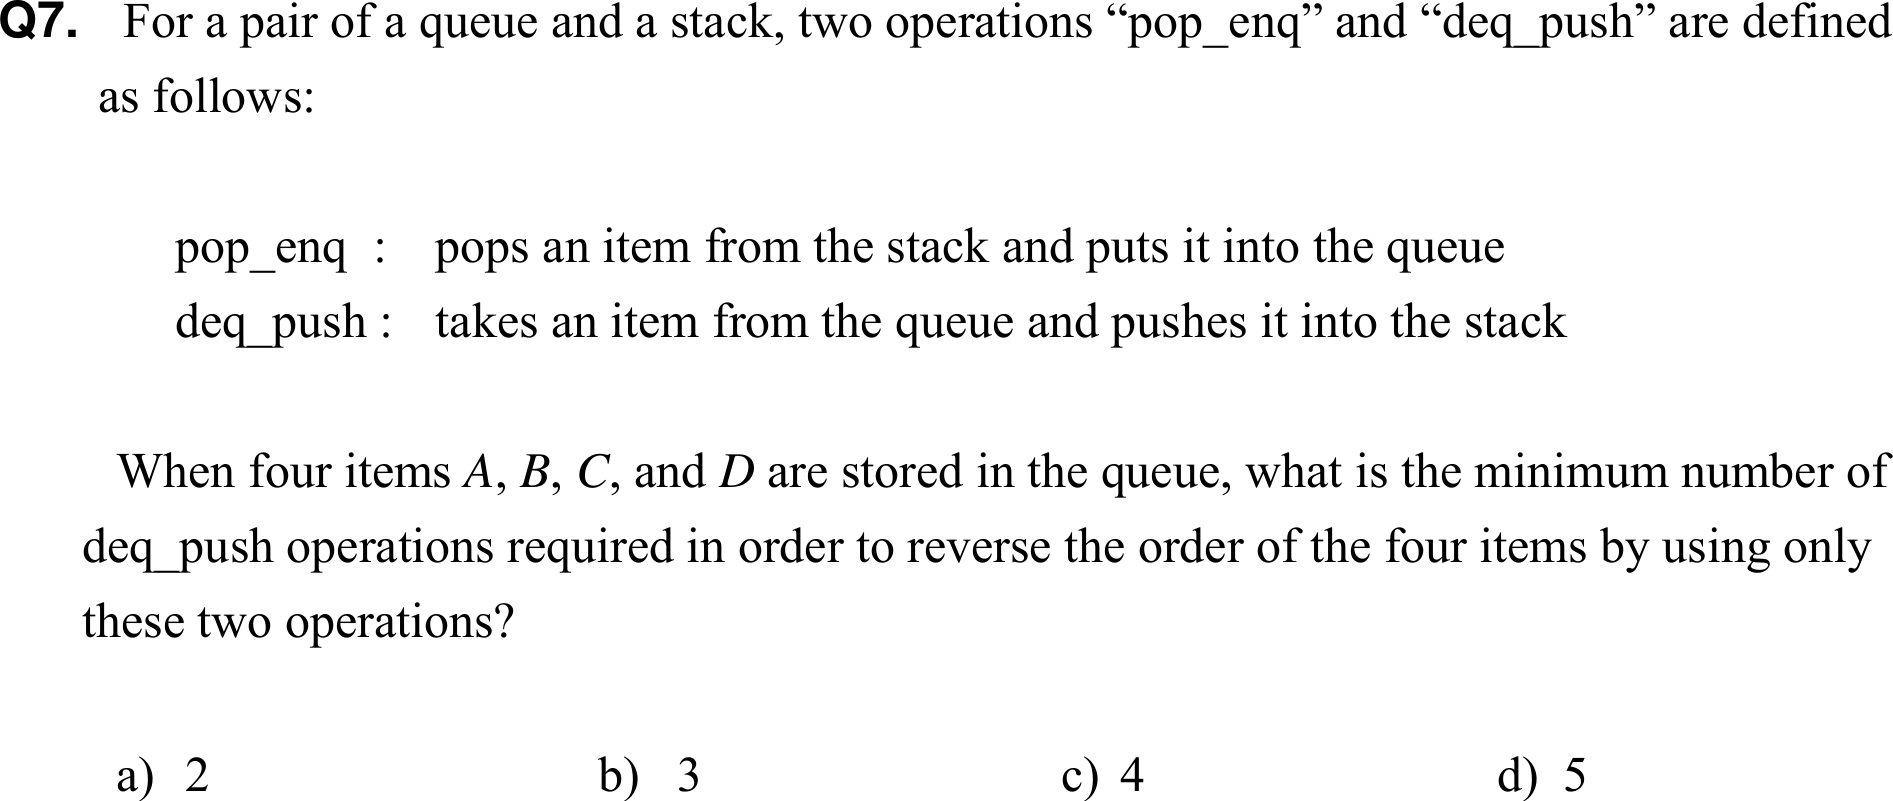 Q7. For a pair of a queue and a stack, two operations “pop_enq” and “deq_push” are defined
as follows:
pop_enq : pops an item from the stack and puts it into the queue
deq_push : takes an item from the queue and pushes it into the stack
When four items A, B, C, and D are stored in the queue, what is the minimum number of
deq_push operations required in order to reverse the order of the four items by using only
these two operations?
a) 2 b) 3 c) 4 d) 5